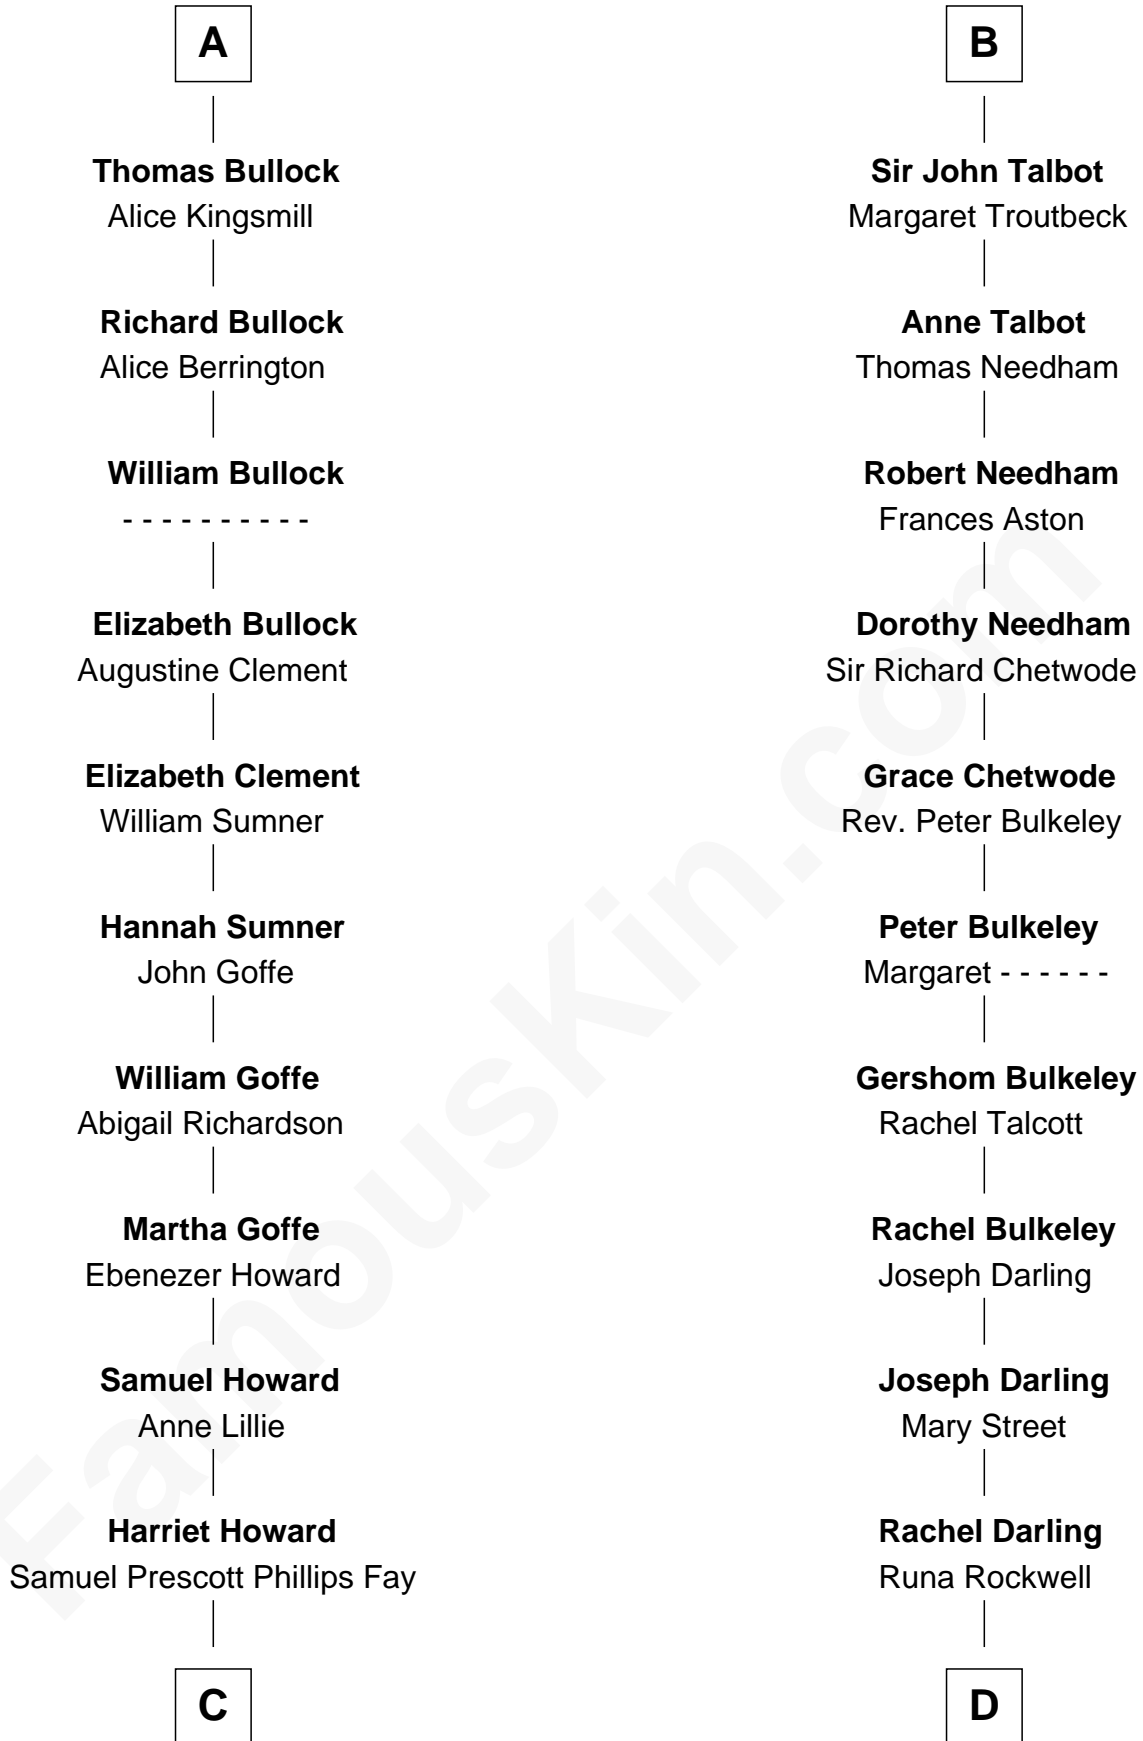 A
Thomas Bullock
Alice Kingsmill
Richard Bullock
Alice Berrington
William Bullock
- - - - - - - - - -
Elizabeth Bullock
Augustine Clement
Elizabeth Clement
William Sumner
Hannah Sumner
John Goffe
William Goffe
Abigail Richardson
Martha Goffe
Ebenezer Howard
Samuel Howard
Anne Lillie
Harriet Howard
Samuel Prescott Phillips Fay
C
B
Sir John Talbot
Margaret Troutbeck
Anne Talbot
Thomas Needham
Robert Needham
Frances Aston
Dorothy Needham
Sir Richard Chetwode
Grace Chetwode
Rev. Peter Bulkeley
Peter Bulkeley
Margaret - - - - - -
Gershom Bulkeley
Rachel Talcott
Rachel Bulkeley
Joseph Darling
Joseph Darling
Mary Street
Rachel Darling
Runa Rockwell
D
FamousKin.com